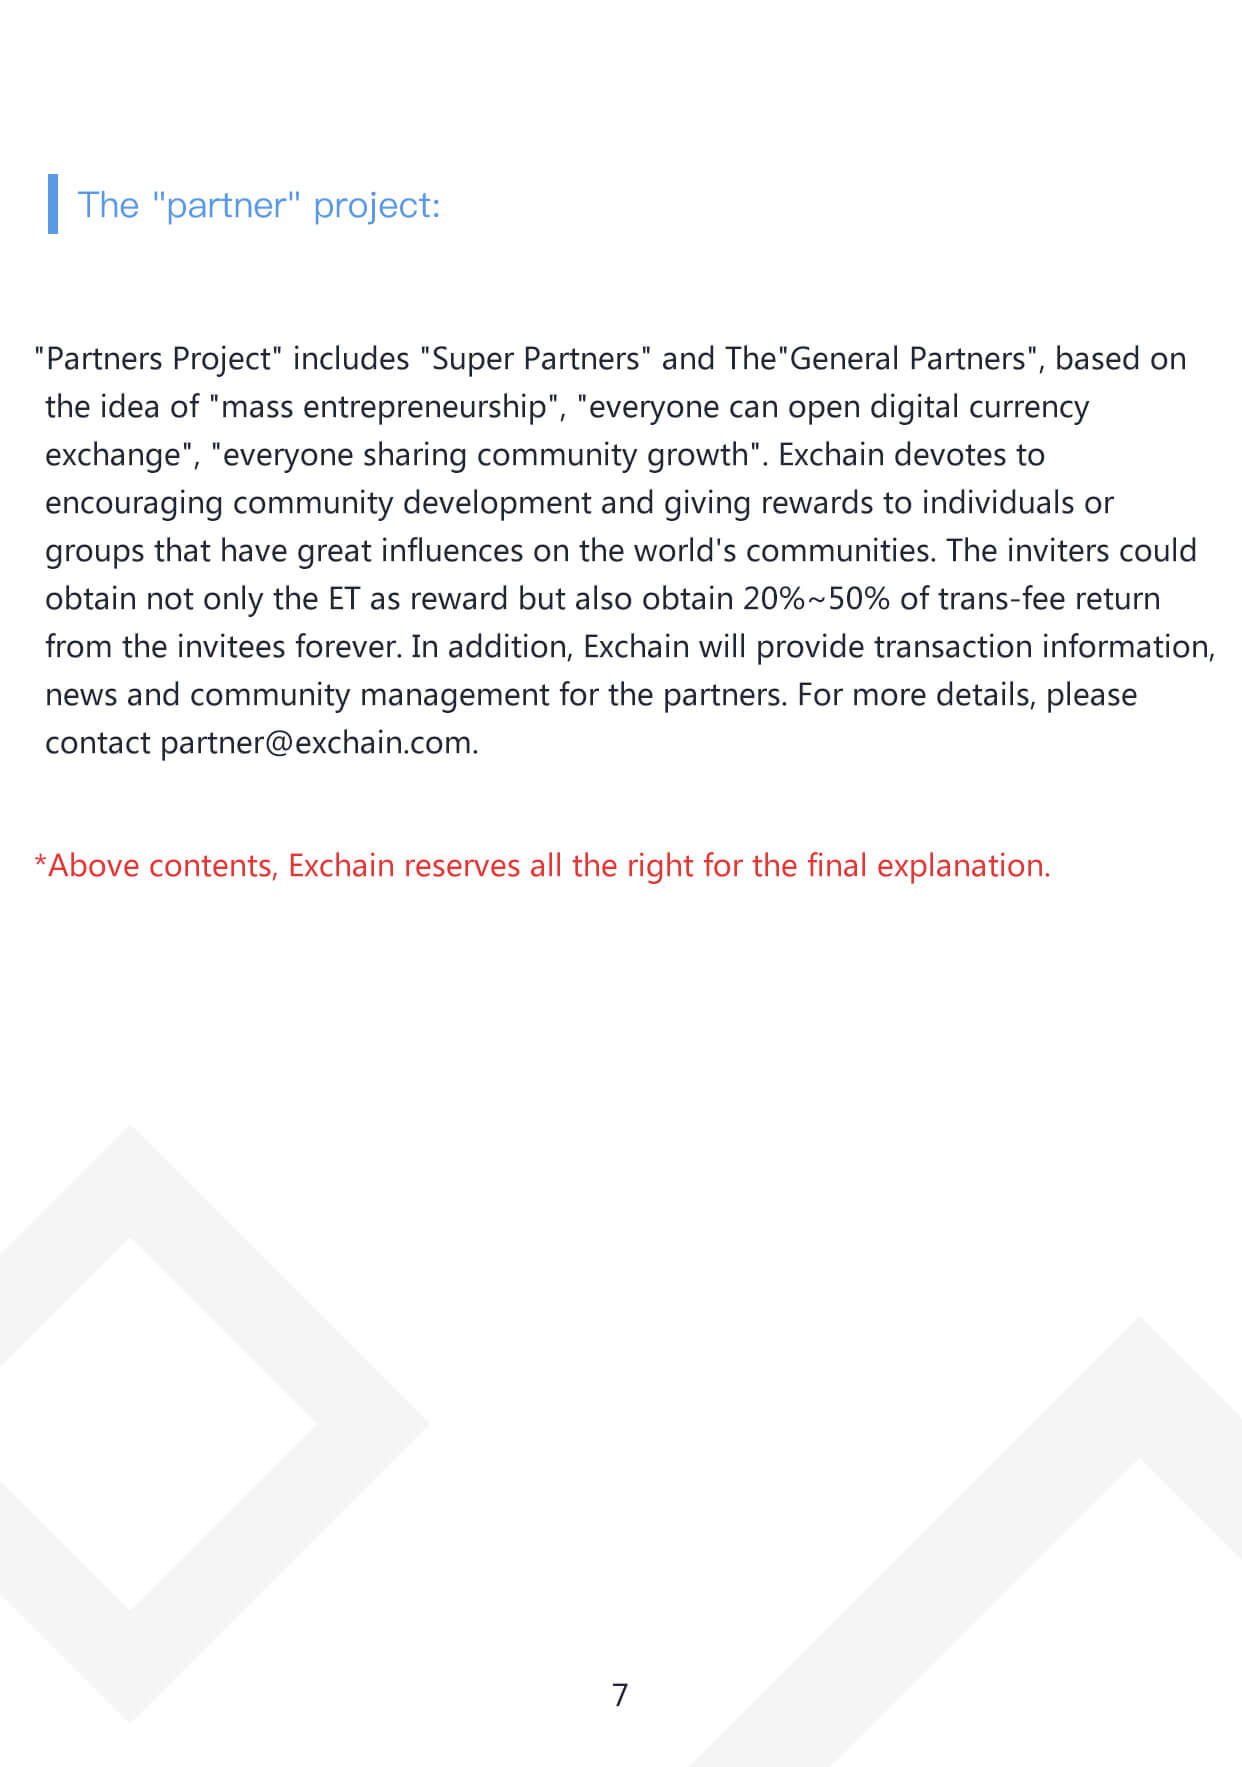 The "partner" project:
"Partners Project" includes "Super Partners" and The"General Partners", based on
the idea of "mass entrepreneurship", "everyone can open digital currency
exchange", "everyone sharing community growth". Exchain devotes to
encouraging community development and giving rewards to individuals or
groups that have great influences on the world's communities. The inviters could
obtain not only the ET as reward but also obtain 20%~50% of trans-fee return
from the invitees forever. In addition, Exchain will provide transaction information,
news and community management for the partners. For more details, please
contact partner@exchain.com.
*Above contents, Exchain reserves all the right for the final explanation.
7